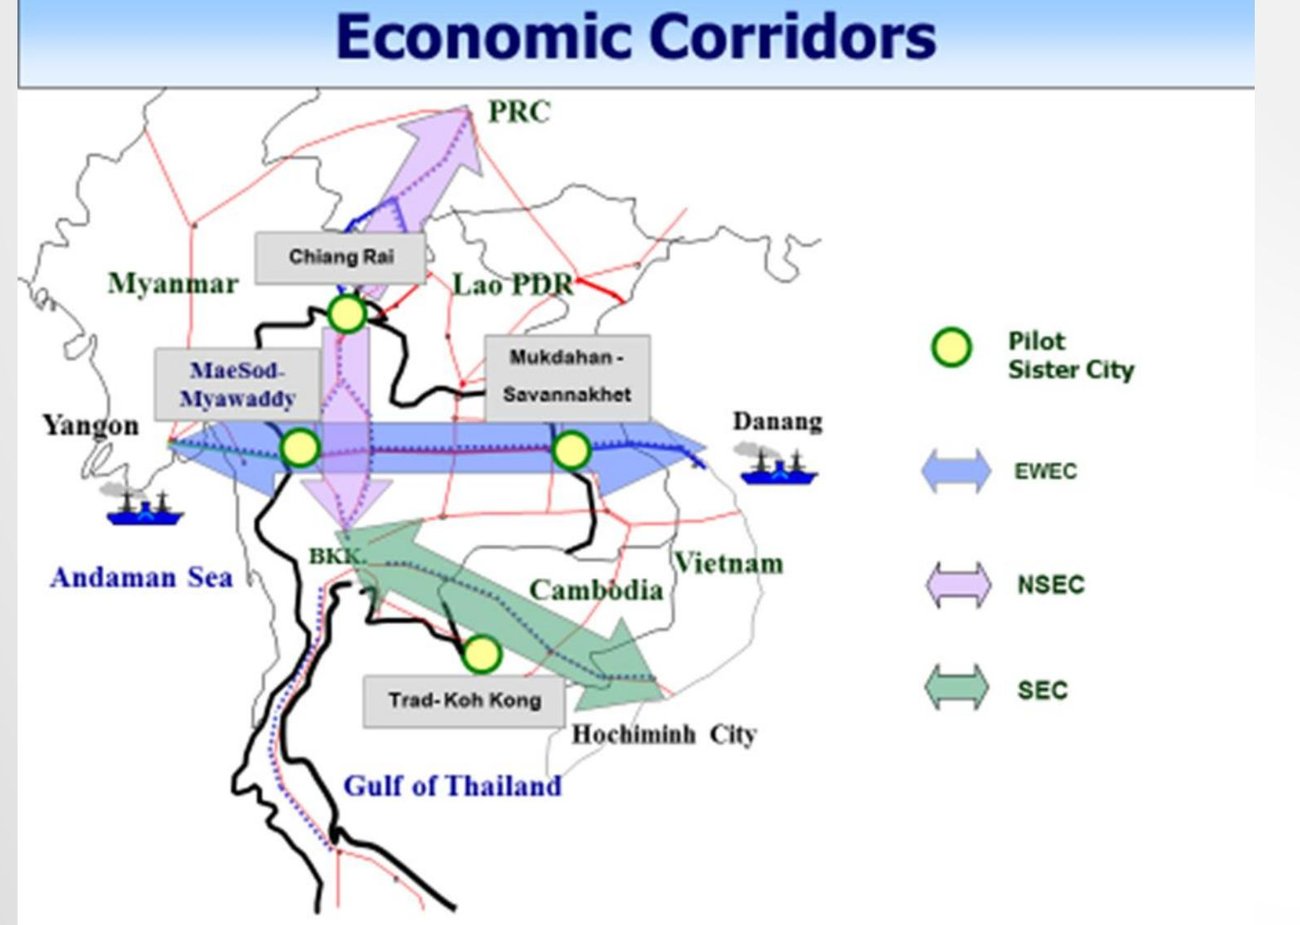 Economic Corridors
PRC
Chiang Rai
Myanmar
Lao PDR
Mukdahan -
Savannakhet
MaeSod-
Myawaddy
Yangon
Danang
Pilot
Sister City
EWEC
BKK.
Andaman Sea
Vietnam
Cambodia
NSEC
Trad- Koh Kong
SEC
Hochiminh City
Gulf of Thailand